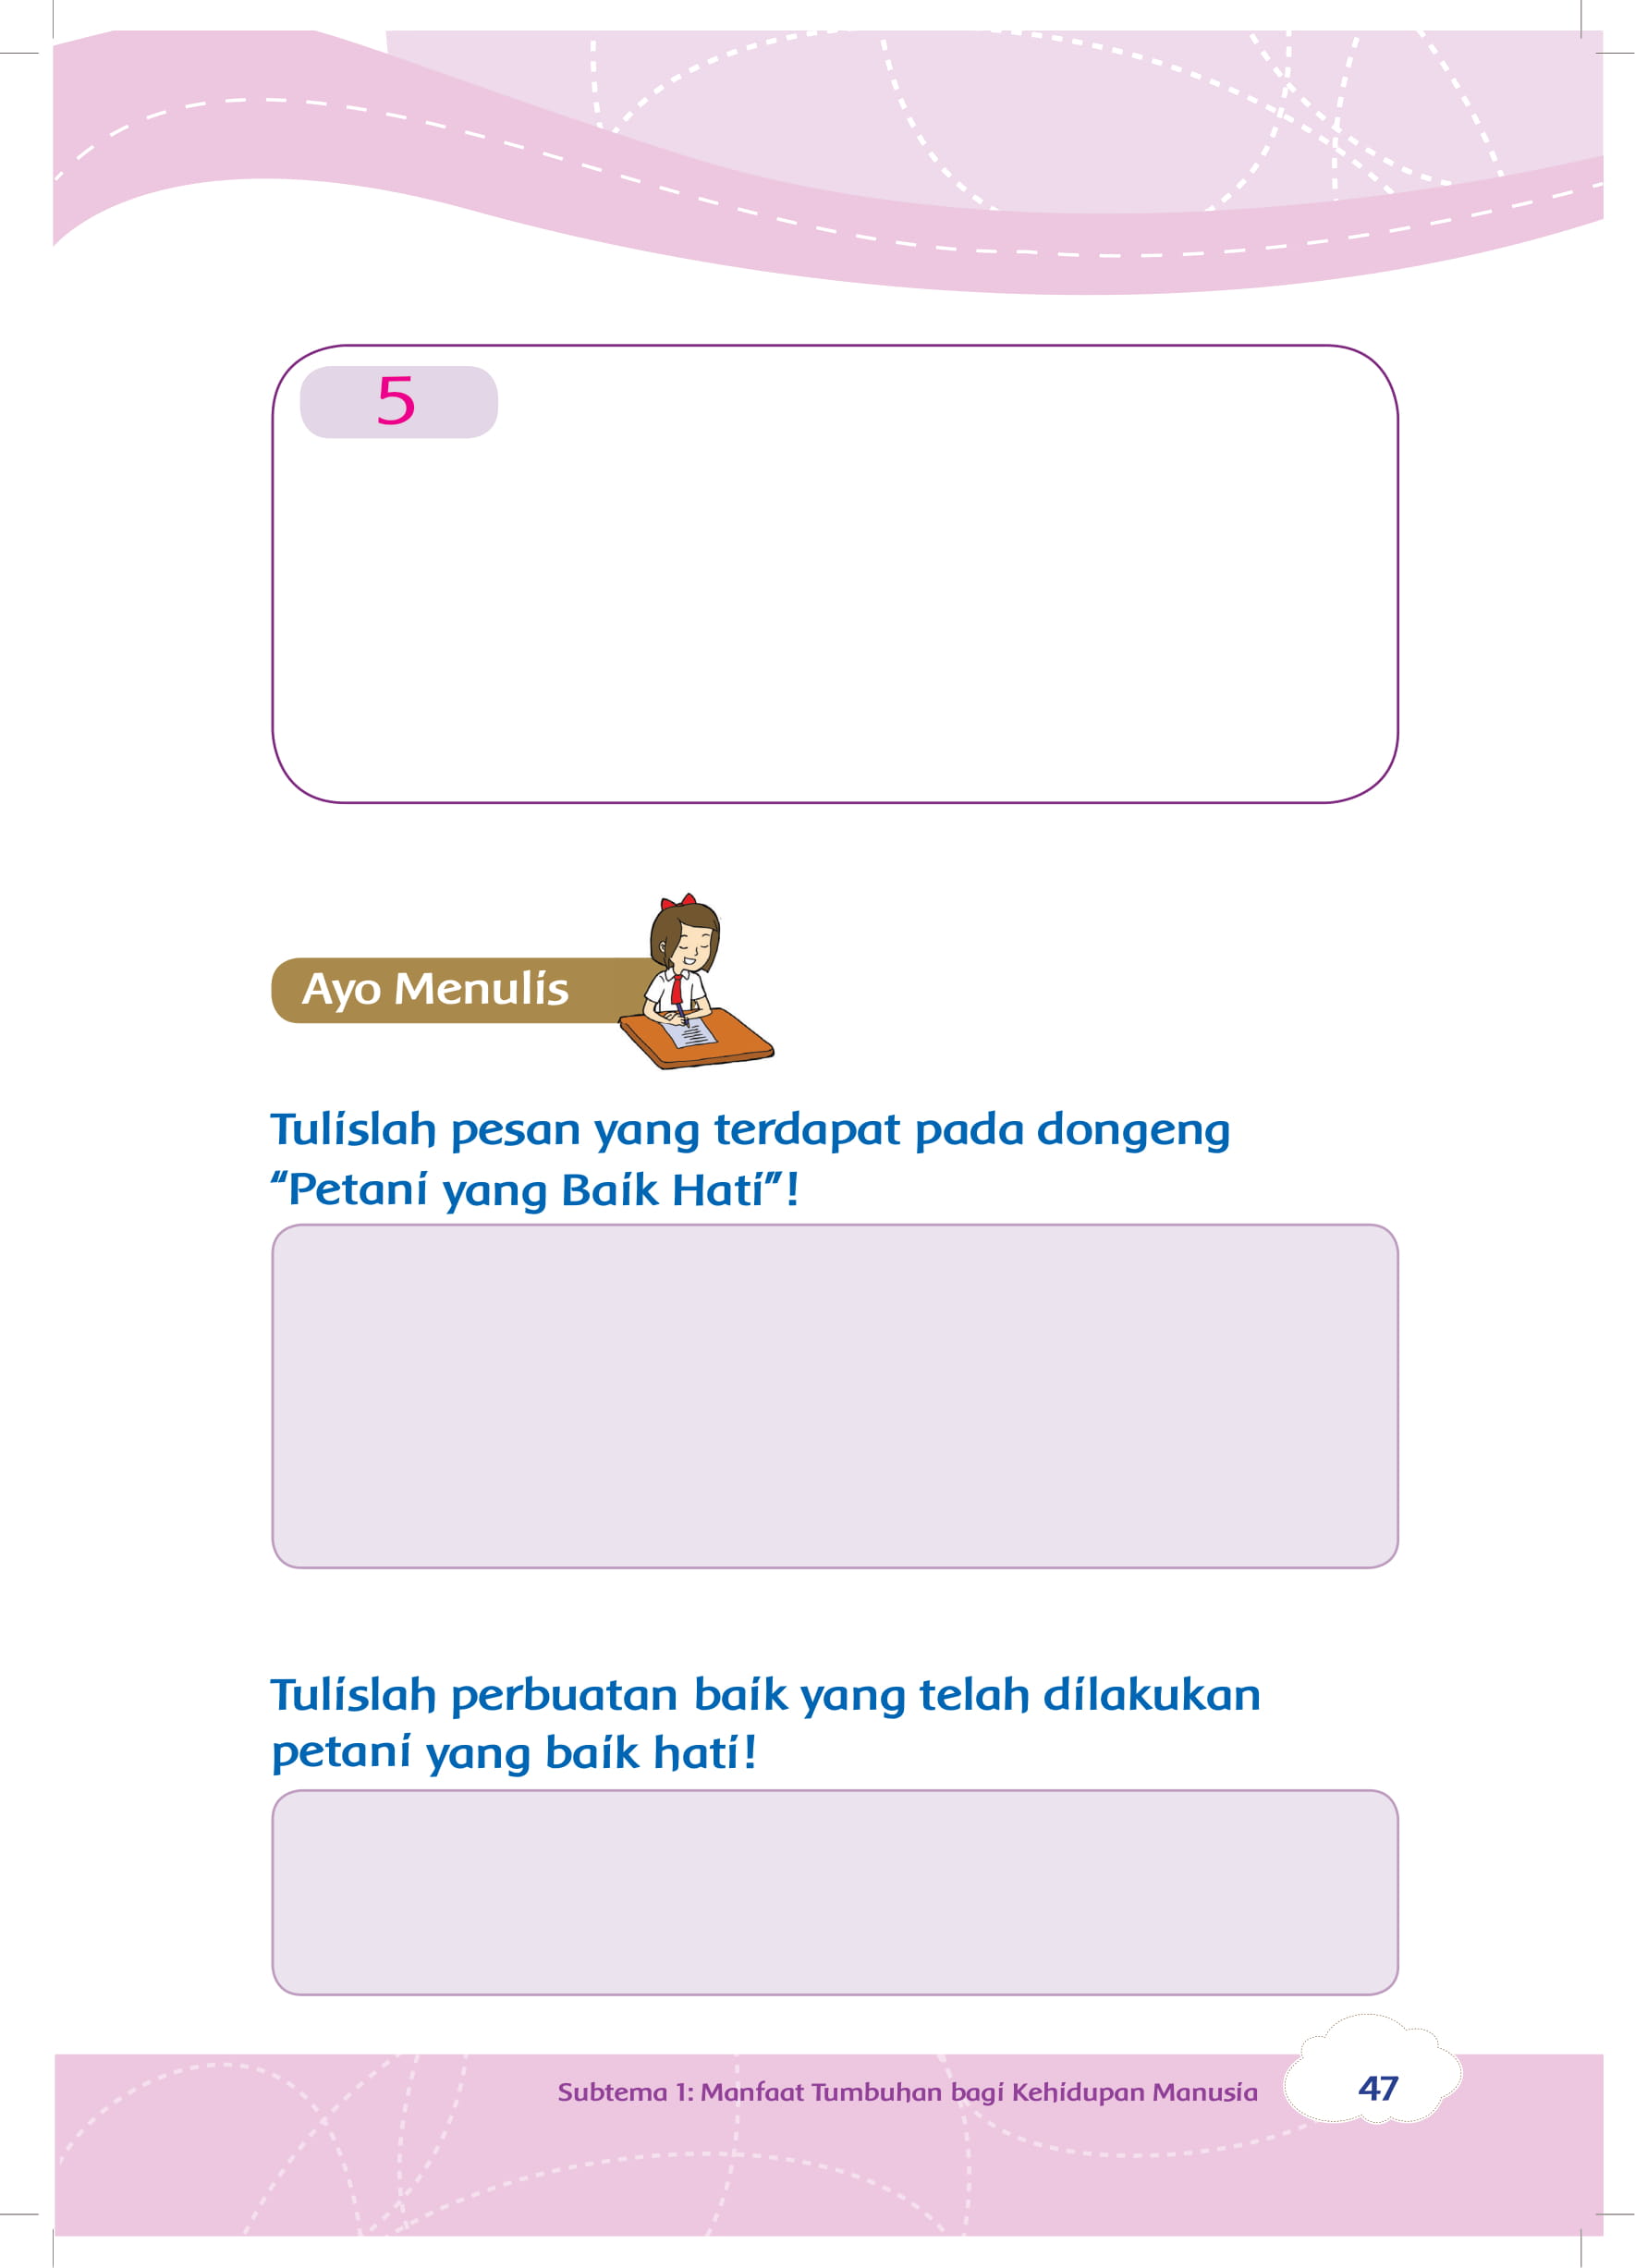 5
Ayo Menulis
Tulislah pesan yang terdapat pada dongeng
“Petani yang Baik Hati”!
Tulislah perbuatan baik yang telah dilakukan
petani yang baik hati!
Subtema 1: Manfaat Tumbuhan bagi Kehidupan Manusia
47